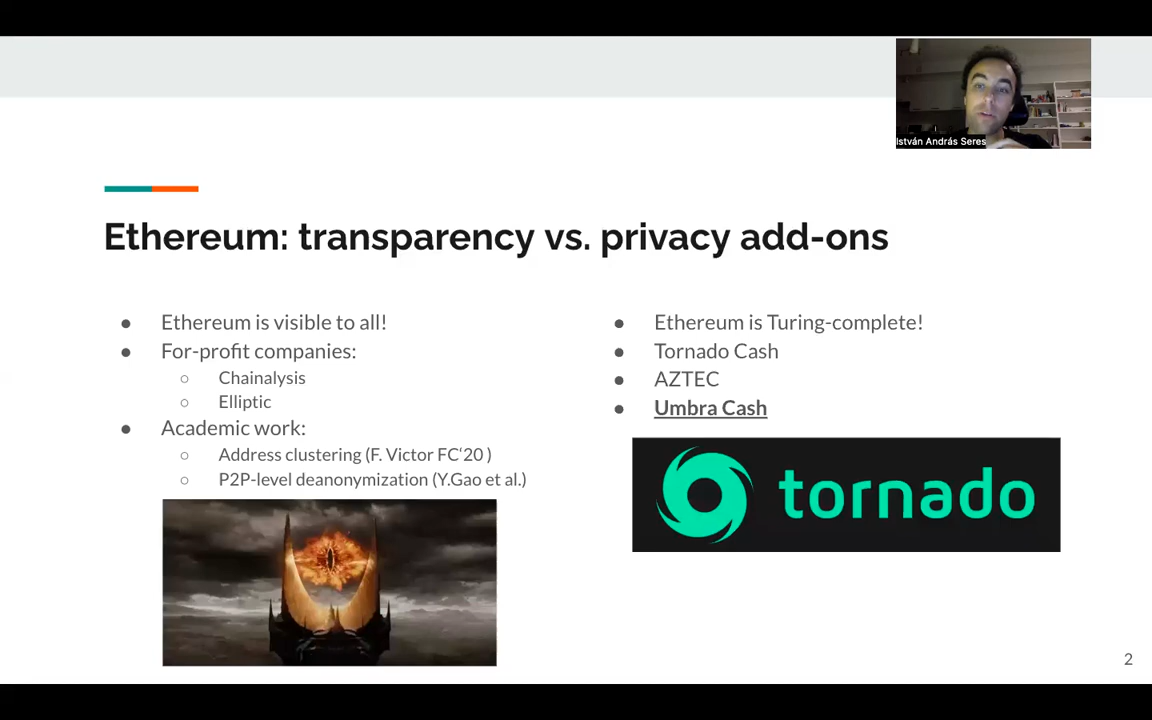 István András Seres
Ethereum: transparency vs. privacy add-ons
Ethereum is visible to all!
For-profit companies:
Chainalysis
Elliptic
Academic work:
Address clustering (F. Victor FC‘20 )
P2P-level deanonymization (Y.Gao et al.)
Ethereum is Turing-complete!
Tornado Cash
AZTEC
Umbra Cash
tornado
2